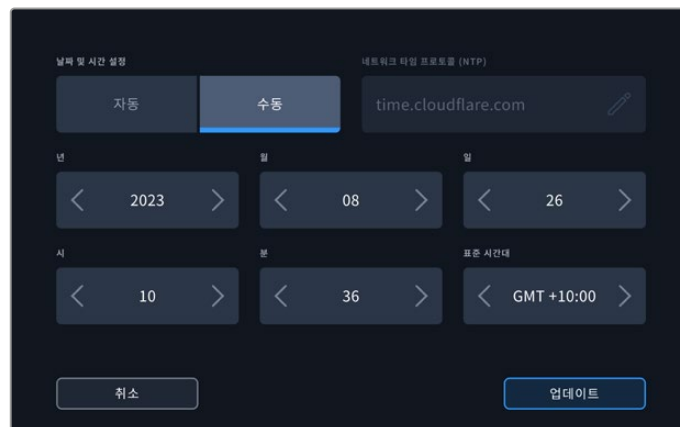 날짜 및 시간 설정
네트워크 타임 프로토콜 (NTP)
자동
수동
time.cloudflare.com
년
월
일
2023
08
26
시
분
표준 시간대
10
36
GMT +10:00
취소
업데이트